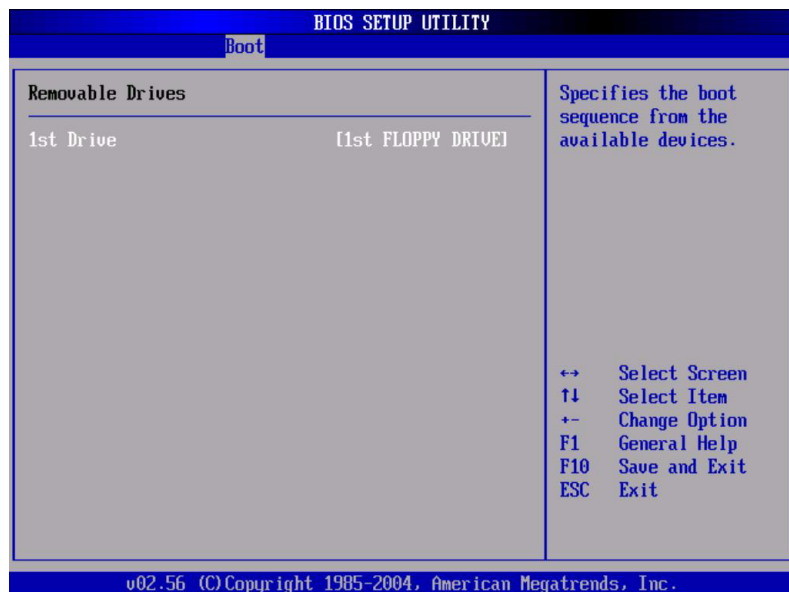 BIOS SETUP UTILITY
Boot
Removable Drives
1st Drive [1st FLOPPY DRIVE]
Specifies the boot
sequence from the
available devices.
←→ Select Screen
↑↓ Select Item
+- Change Option
F1 General Help
F10 Save and Exit
ESC Exit
v02.56 (C)Copyright 1985-2004, American Megatrends, Inc.